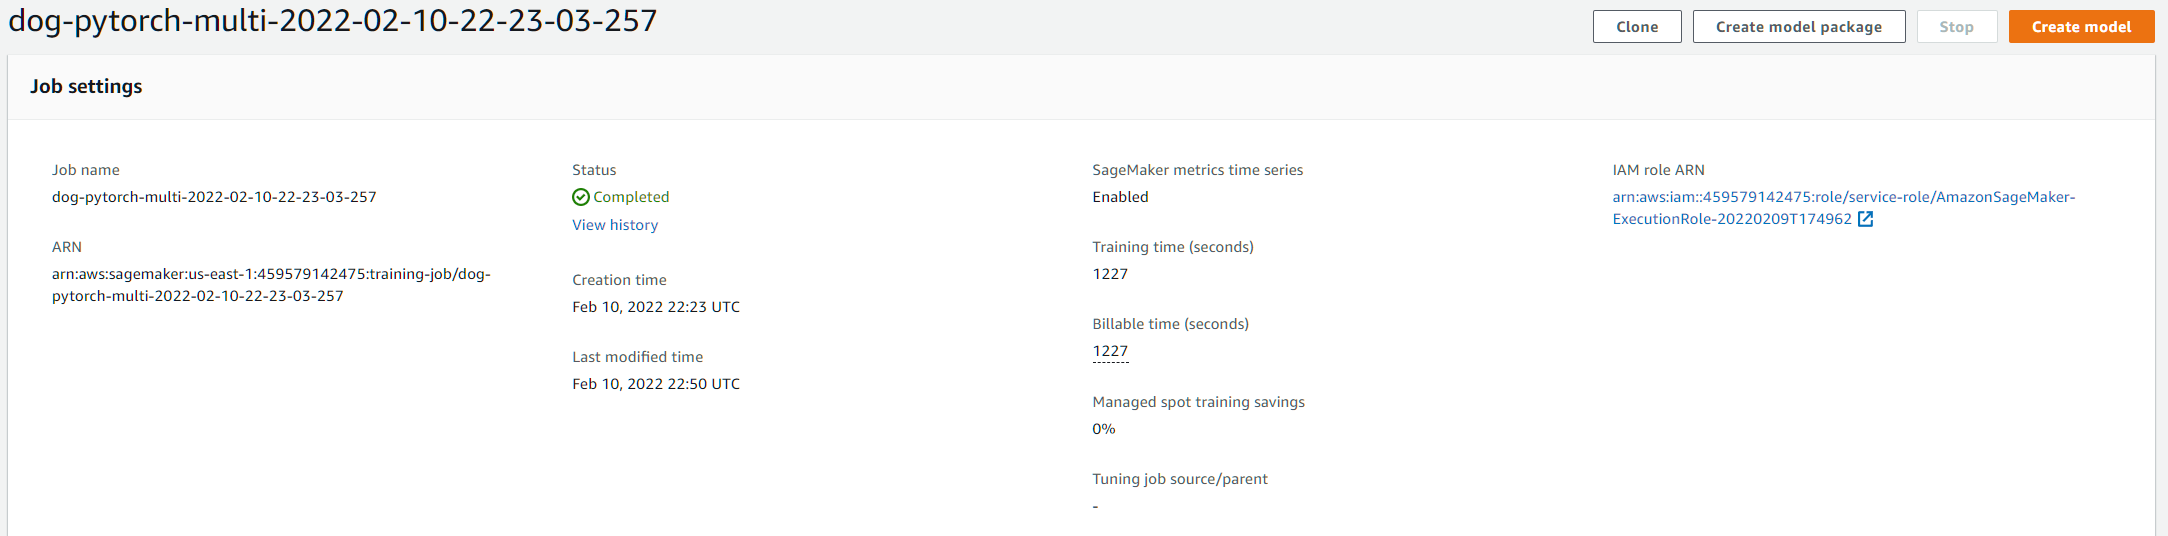 dog-pytorch-multi-2022-02-10-22-23-03-257
Clone
Create model package
Stop
Create model
Job settings
Job name
dog-pytorch-multi-2022-02-10-22-23-03-257
ARN
arn:aws:sagemaker:us-east-1:459579142475:training-job/dog-
pytorch-multi-2022-02-10-22-23-03-257
Status
Completed
View history
Creation time
Feb 10, 2022 22:23 UTC
Last modified time
Feb 10, 2022 22:50 UTC
SageMaker metrics time series
Enabled
Training time (seconds)
1227
Billable time (seconds)
1227
Managed spot training savings
0%
Tuning job source/parent
-
IAM role ARN
arn:aws:iam::459579142475:role/service-role/AmazonSageMaker-
ExecutionRole-20220209T174962